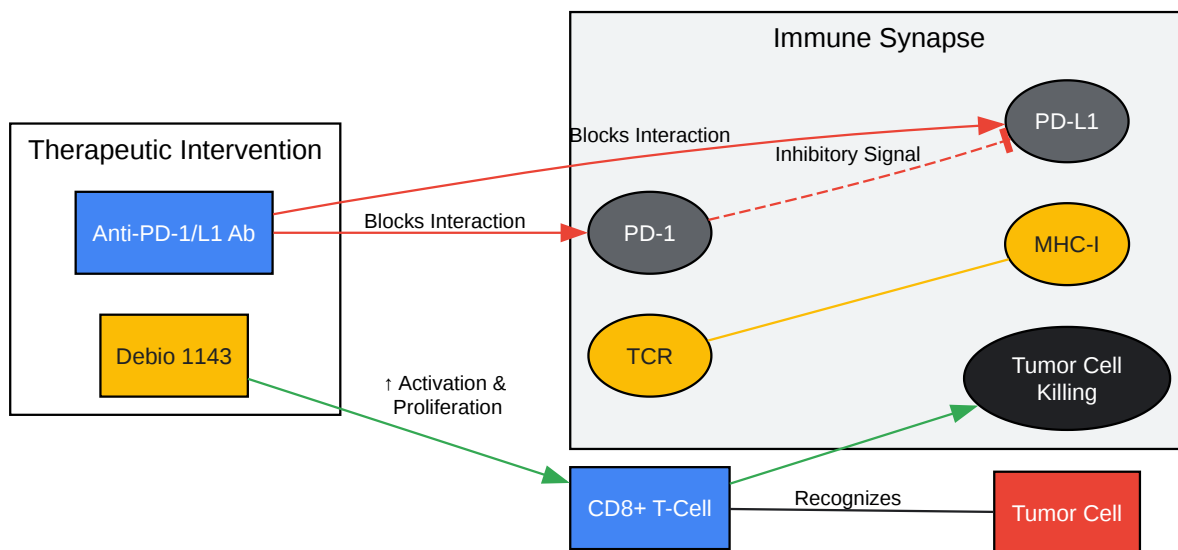 Immune Synapse
PD-L1
Blocks Interaction
Inhibitory Signal
Therapeutic Intervention
Anti-PD-1/L1 Ab
Blocks Interaction
PD-1
MHC-I
Debio 1143
TCR
↑ Activation &
Proliferation
Tumor Cell
Killing
CD8+ T-Cell
Recognizes
Tumor Cell